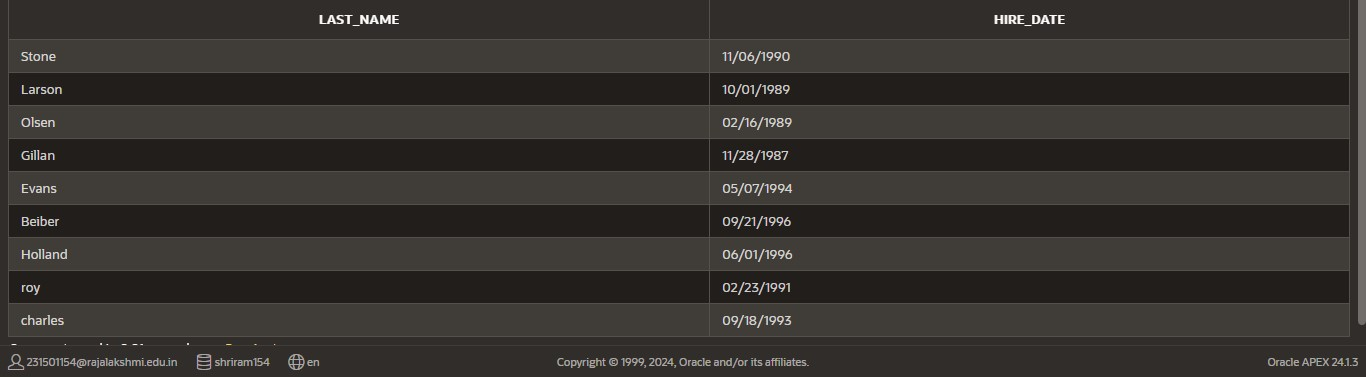 LAST_NAME HIRE_DATE
Stone 11/06/1990
Larson 10/01/1989
Olsen 02/16/1989
Gillan 11/28/1987
Evans 05/07/1994
Beiber 09/21/1996
Holland 06/01/1996
roy 02/23/1991
charles 09/18/1993
231501154@rajalakshmi.edu.in shriram154 en Copyright © 1999, 2024, Oracle and/or its affiliates. Oracle APEX 24.1.3